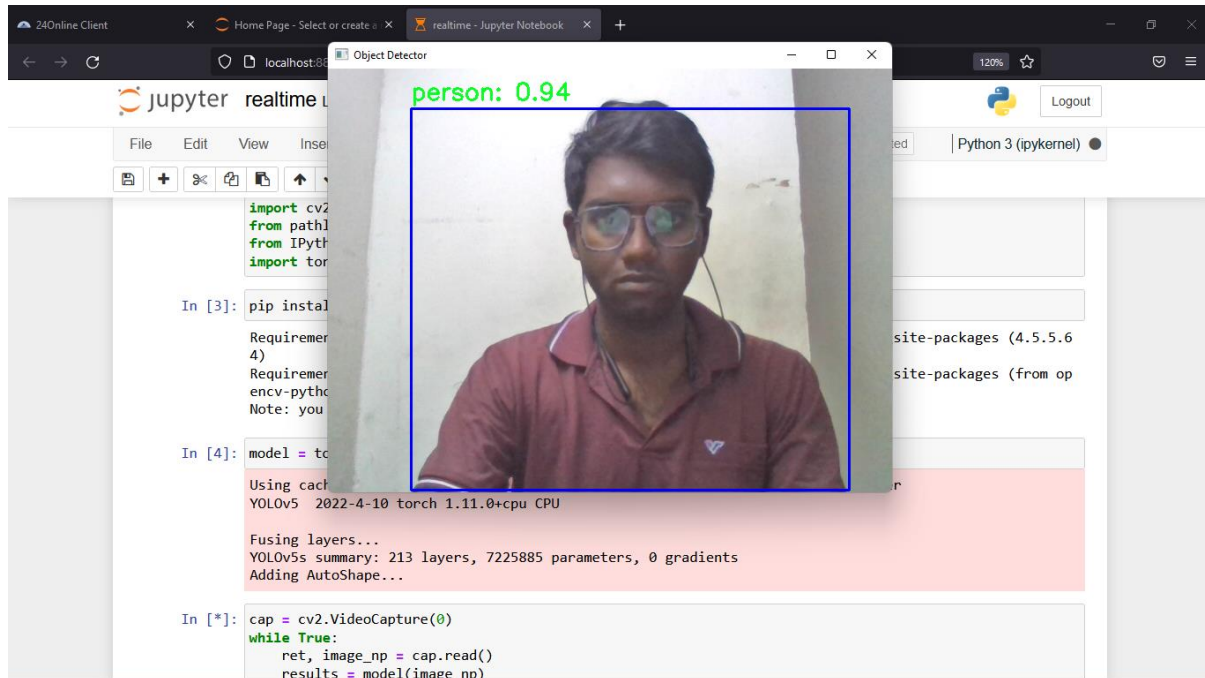 24Online Client
Home Page - Select or create a
realtime - Jupyter Notebook
localhost:88
Object Detector
120%
person: 0.94
jupyter realtime
Logout
File Edit View Inse
ted Python 3 (ipykernel)
import cv2
from pathl
from IPyth
import tor
In [3]: pip instal
Requiremen site-packages (4.5.5.6
4)
Requiremen site-packages (from op
encv-pytho
Note: you
In [4]: model = to
Using cach r
YOLOv5 2022-4-10 torch 1.11.0+cpu CPU
Fusing layers...
YOLOv5s summary: 213 layers, 7225885 parameters, 0 gradients
Adding AutoShape...
In [*]: cap = cv2.VideoCapture(0)
while True:
ret, image_np = cap.read()
results = model(image_np)